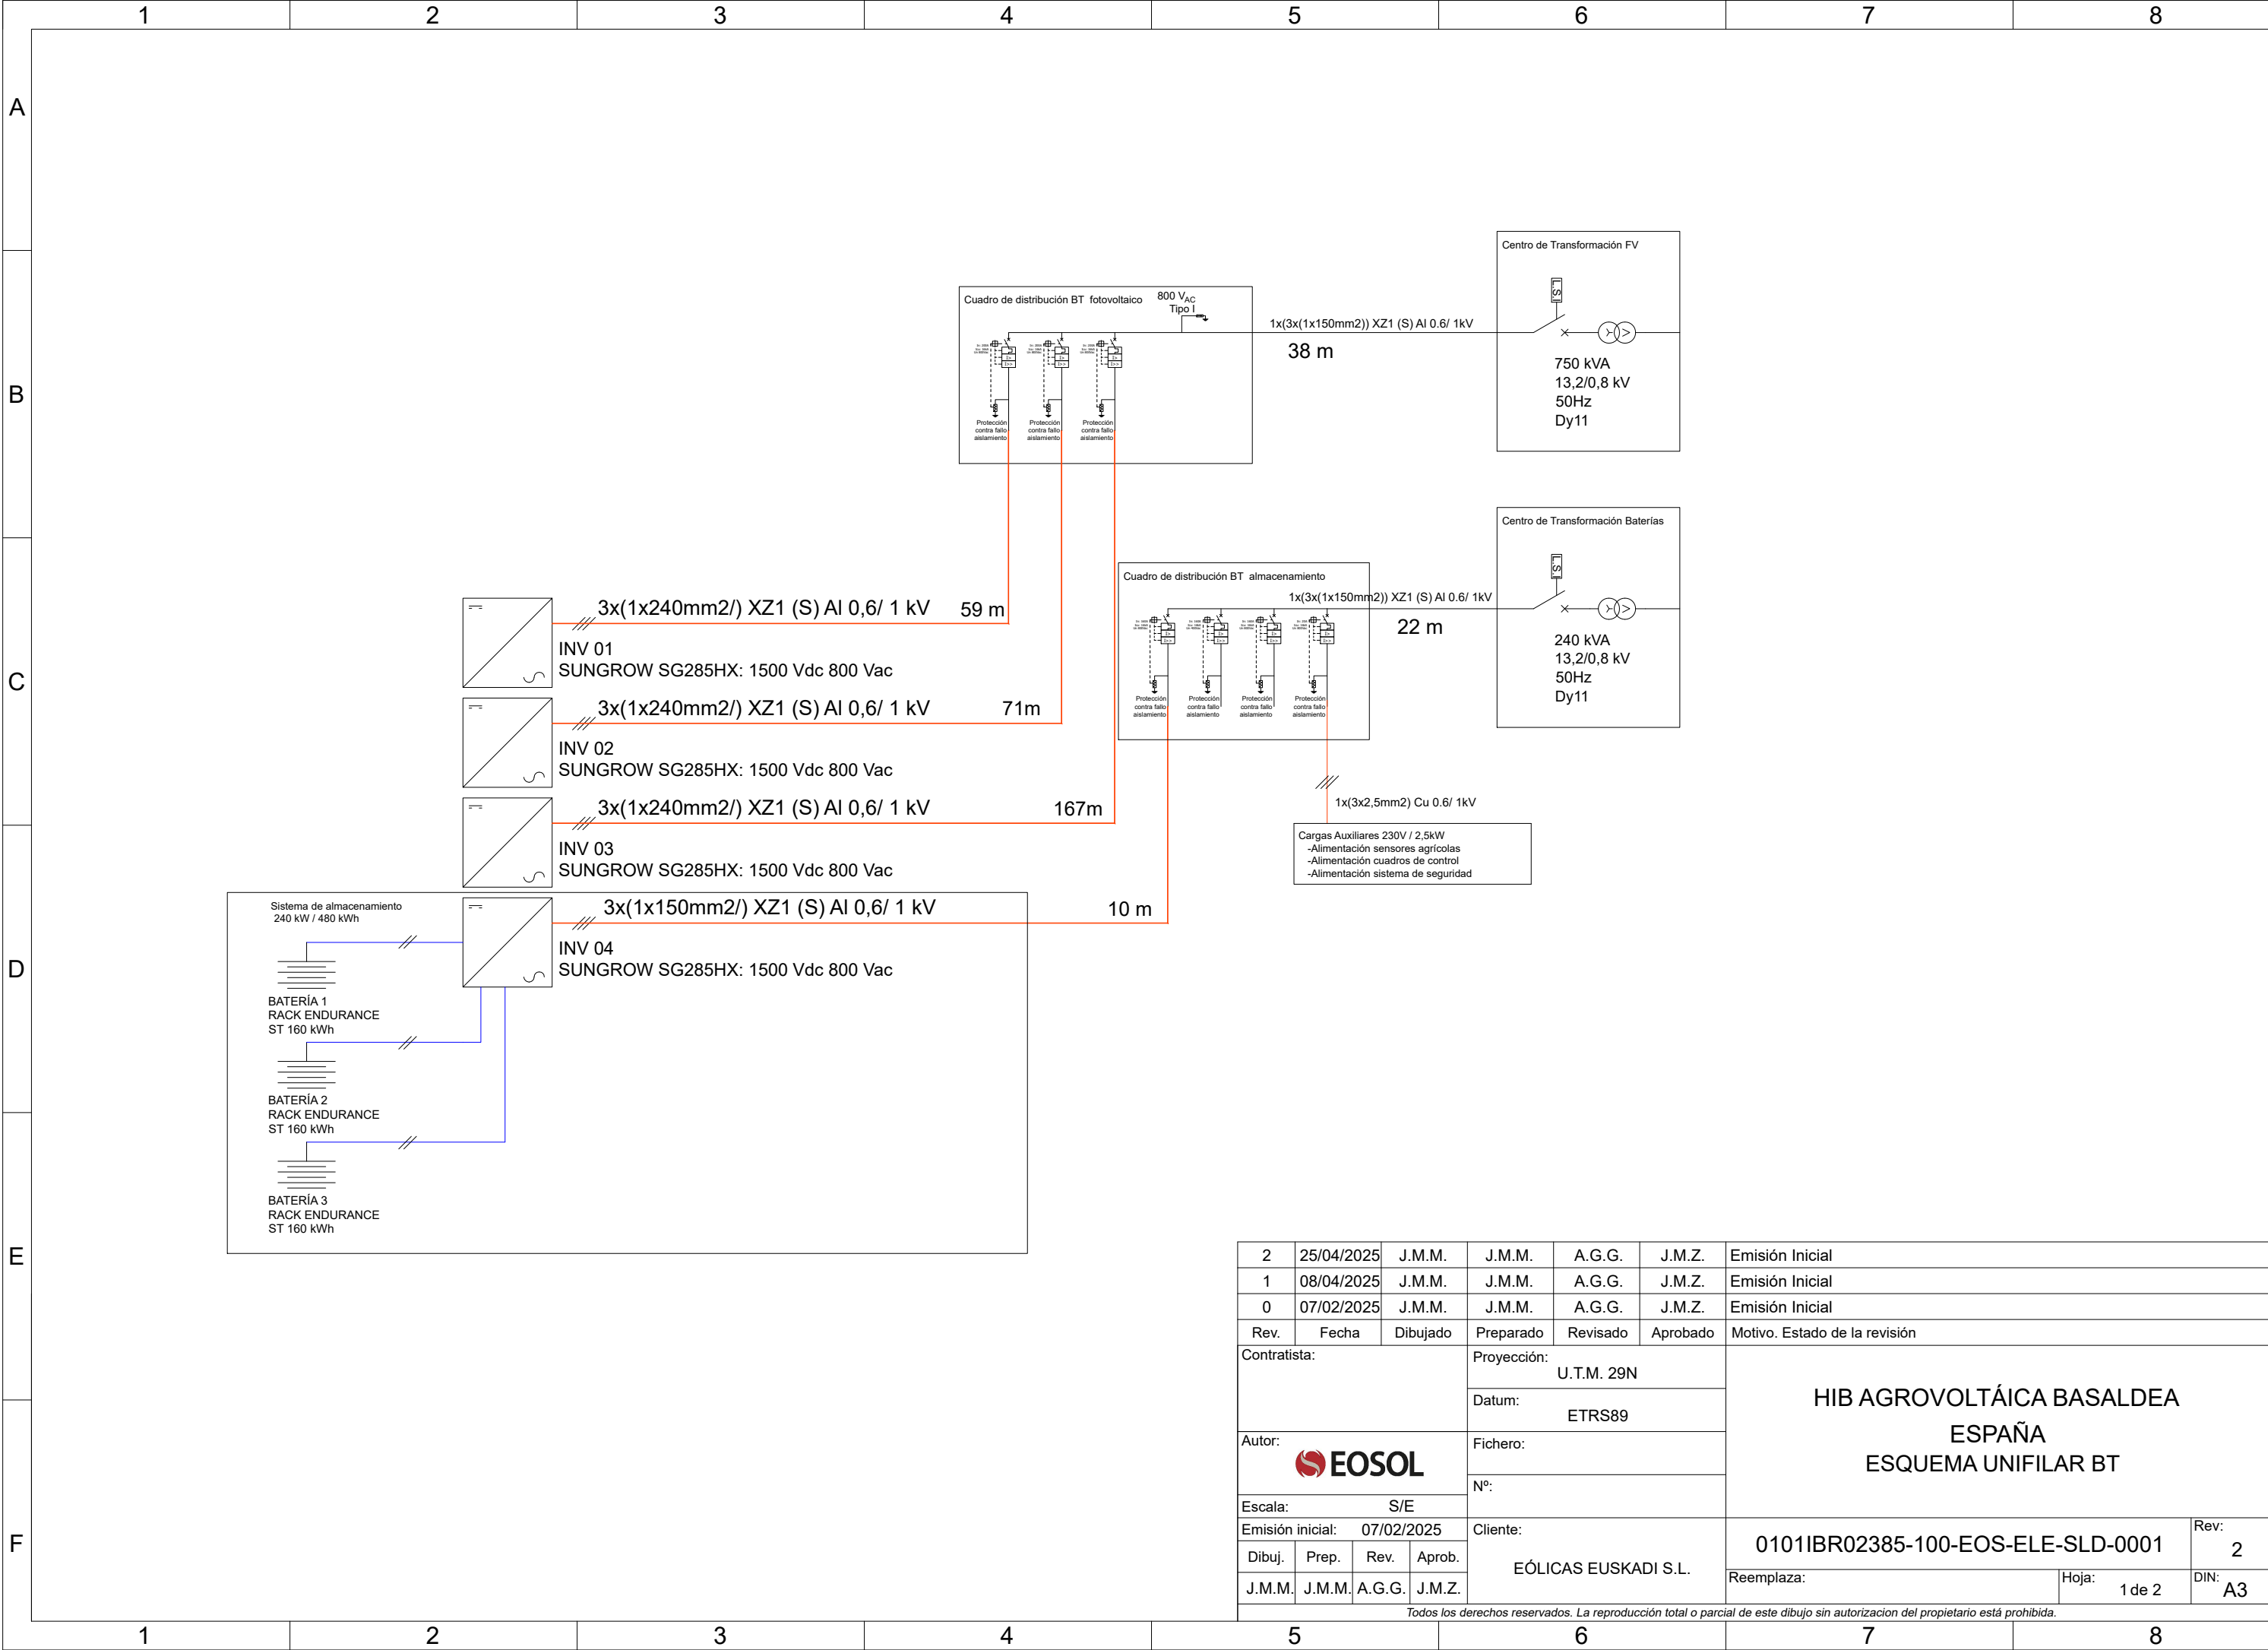 1 2 3 4 5 6 7 8
A
B
C
D
E
F
Centro de Transformación FV
L.S.I
750 kVA
13,2/0,8 kV
50Hz
Dy11
Cuadro de distribución BT fotovoltaico
800 VAC
Tipo I
I>
I>>
I>
I>>
I>
I>>
Protección
contra fallo
aislamiento
Protección
contra fallo
aislamiento
Protección
contra fallo
aislamiento
1x(3x(1x150mm2)) XZ1 (S) Al 0.6/ 1kV
38 m
Centro de Transformación Baterías
L.S.I
240 kVA
13,2/0,8 kV
50Hz
Dy11
Cuadro de distribución BT almacenamiento
1x(3x(1x150mm2)) XZ1 (S) Al 0.6/ 1kV
22 m
I>
I>>
I>
I>>
I>
I>>
I>
I>>
Protección
contra fallo
aislamiento
Protección
contra fallo
aislamiento
Protección
contra fallo
aislamiento
Protección
contra fallo
aislamiento
3x(1x240mm2/) XZ1 (S) Al 0,6/ 1 kV 59 m
INV 01
SUNGROW SG285HX: 1500 Vdc 800 Vac
3x(1x240mm2/) XZ1 (S) Al 0,6/ 1 kV 71m
INV 02
SUNGROW SG285HX: 1500 Vdc 800 Vac
3x(1x240mm2/) XZ1 (S) Al 0,6/ 1 kV 167m
INV 03
SUNGROW SG285HX: 1500 Vdc 800 Vac
1x(3x2,5mm2) Cu 0.6/ 1kV
Cargas Auxiliares 230V / 2,5kW
-Alimentación sensores agrícolas
-Alimentación cuadros de control
-Alimentación sistema de seguridad
Sistema de almacenamiento
240 kW / 480 kWh
3x(1x150mm2/) XZ1 (S) Al 0,6/ 1 kV 10 m
INV 04
SUNGROW SG285HX: 1500 Vdc 800 Vac
BATERÍA 1
RACK ENDURANCE
ST 160 kWh
BATERÍA 2
RACK ENDURANCE
ST 160 kWh
BATERÍA 3
RACK ENDURANCE
ST 160 kWh
2 25/04/2025 J.M.M. J.M.M. A.G.G. J.M.Z. Emisión Inicial
1 08/04/2025 J.M.M. J.M.M. A.G.G. J.M.Z. Emisión Inicial
0 07/02/2025 J.M.M. J.M.M. A.G.G. J.M.Z. Emisión Inicial
Rev. Fecha Dibujado Preparado Revisado Aprobado Motivo. Estado de la revisión
Contratista:
Proyección:
U.T.M. 29N
Datum:
ETRS89
Autor:
EOSOL
Fichero:
Nº:
HIB AGROVOLTÁICA BASALDEA
ESPAÑA
ESQUEMA UNIFILAR BT
Escala: S/E
Emisión inicial: 07/02/2025
Dibuj. Prep. Rev. Aprob.
J.M.M. J.M.M. A.G.G. J.M.Z.
Cliente:
EÓLICAS EUSKADI S.L.
0101IBR02385-100-EOS-ELE-SLD-0001
Rev:
2
Reemplaza:
Hoja:
1 de 2
DIN:
A3
Todos los derechos reservados. La reproducción total o parcial de este dibujo sin autorizacion del propietario está prohibida.
1 2 3 4 5 6 7 8